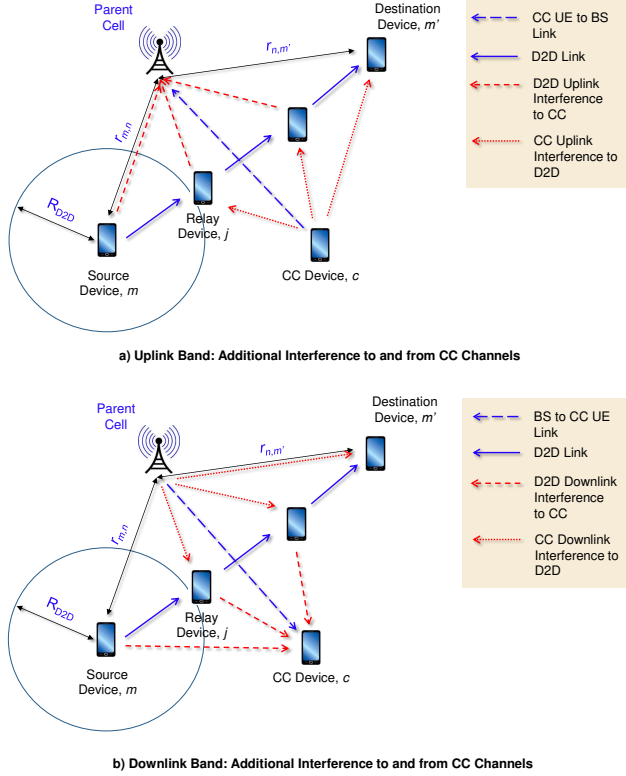 Parent
Cell
Destination
Device, m'
r_{n,m'}
r_{m,n}
R_{D2D}
Relay
Device, j
Source
Device, m
CC Device, c
CC UE to BS
Link
D2D Link
D2D Uplink
Interference
to CC
CC Uplink
Interference to
D2D
a) Uplink Band: Additional Interference to and from CC Channels
Parent
Cell
Destination
Device, m'
r_{n,m'}
r_{m,n}
R_{D2D}
Relay
Device, j
Source
Device, m
CC Device, c
BS to CC UE
Link
D2D Link
D2D Downlink
Interference
to CC
CC Downlink
Interference to
D2D
b) Downlink Band: Additional Interference to and from CC Channels